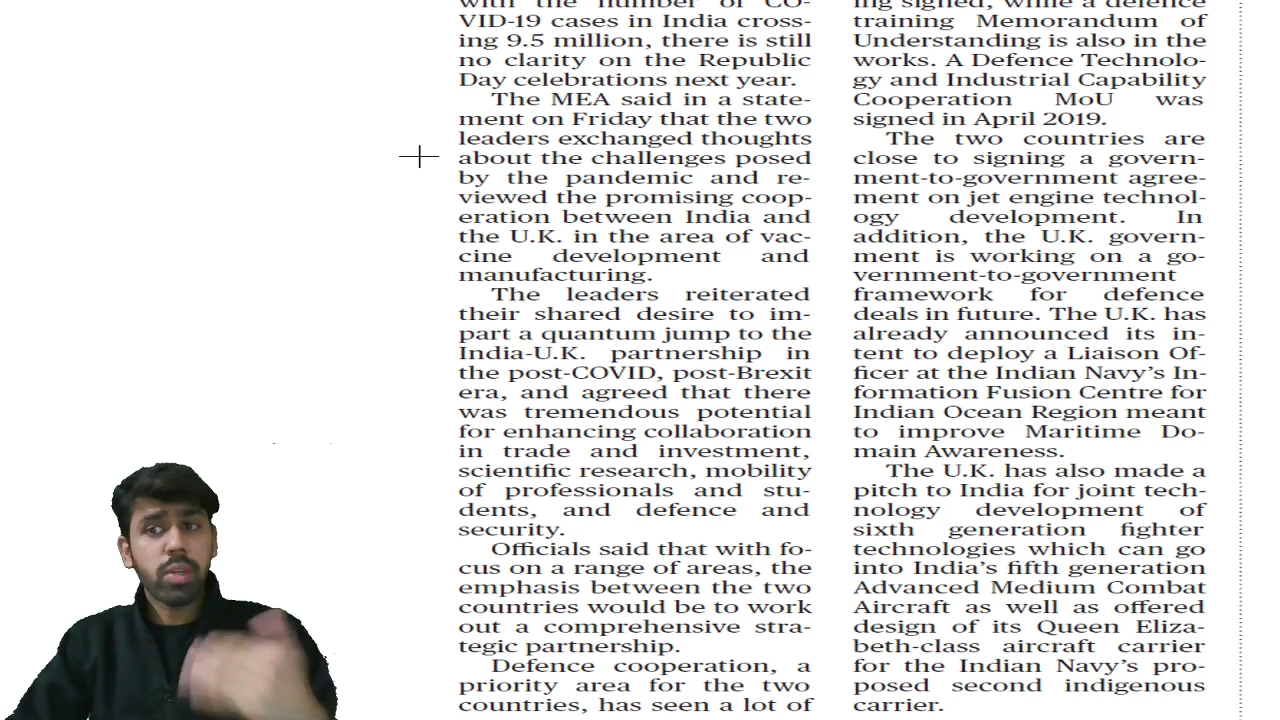 with the number of CO-
VID-19 cases in India cross-
ing 9.5 million, there is still
no clarity on the Republic
Day celebrations next year.
The MEA said in a state-
ment on Friday that the two
leaders exchanged thoughts
about the challenges posed
by the pandemic and re-
viewed the promising coop-
eration between India and
the U.K. in the area of vac-
cine development and
manufacturing.
The leaders reiterated
their shared desire to im-
part a quantum jump to the
India-U.K. partnership in
the post-COVID, post-Brexit
era, and agreed that there
was tremendous potential
for enhancing collaboration
in trade and investment,
scientific research, mobility
of professionals and stu-
dents, and defence and
security.
Officials said that with fo-
cus on a range of areas, the
emphasis between the two
countries would be to work
out a comprehensive stra-
tegic partnership.
Defence cooperation, a
priority area for the two
countries, has seen a lot of
ing signed, while a defence
training Memorandum of
Understanding is also in the
works. A Defence Technolo-
gy and Industrial Capability
Cooperation MoU was
signed in April 2019.
The two countries are
close to signing a govern-
ment-to-government agree-
ment on jet engine technol-
ogy development. In
addition, the U.K. govern-
ment is working on a go-
vernment-to-government
framework for defence
deals in future. The U.K. has
already announced its in-
tent to deploy a Liaison Of-
ficer at the Indian Navy's In-
formation Fusion Centre for
Indian Ocean Region meant
to improve Maritime Do-
main Awareness.
The U.K. has also made a
pitch to India for joint tech-
nology development of
sixth generation fighter
technologies which can go
into India's fifth generation
Advanced Medium Combat
Aircraft as well as offered
design of its Queen Eliza-
beth-class aircraft carrier
for the Indian Navy's pro-
posed second indigenous
carrier.